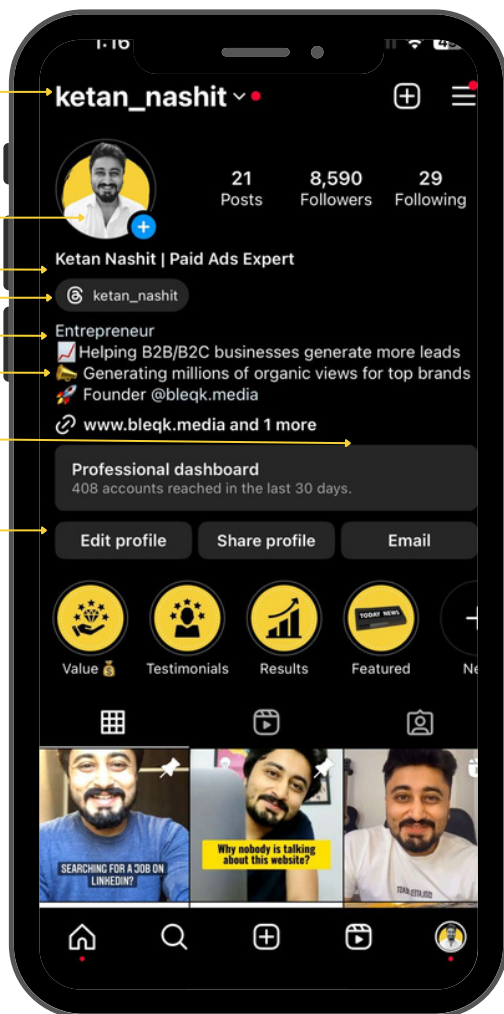 1:16
ketan_nashit
21 8,590 29
Posts Followers Following
Ketan Nashit | Paid Ads Expert
ketan_nashit
Entrepreneur
📈Helping B2B/B2C businesses generate more leads
📣 Generating millions of organic views for top brands
🚀 Founder @bleqk.media
www.bleqk.media and 1 more
Professional dashboard
408 accounts reached in the last 30 days.
Edit profile Share profile Email
TODAY NEWS
Value 💰 Testimonials Results Featured Ne
SEARCHING FOR A JOB ON
LINKEDIN?
Why nobody is talking
about this website?